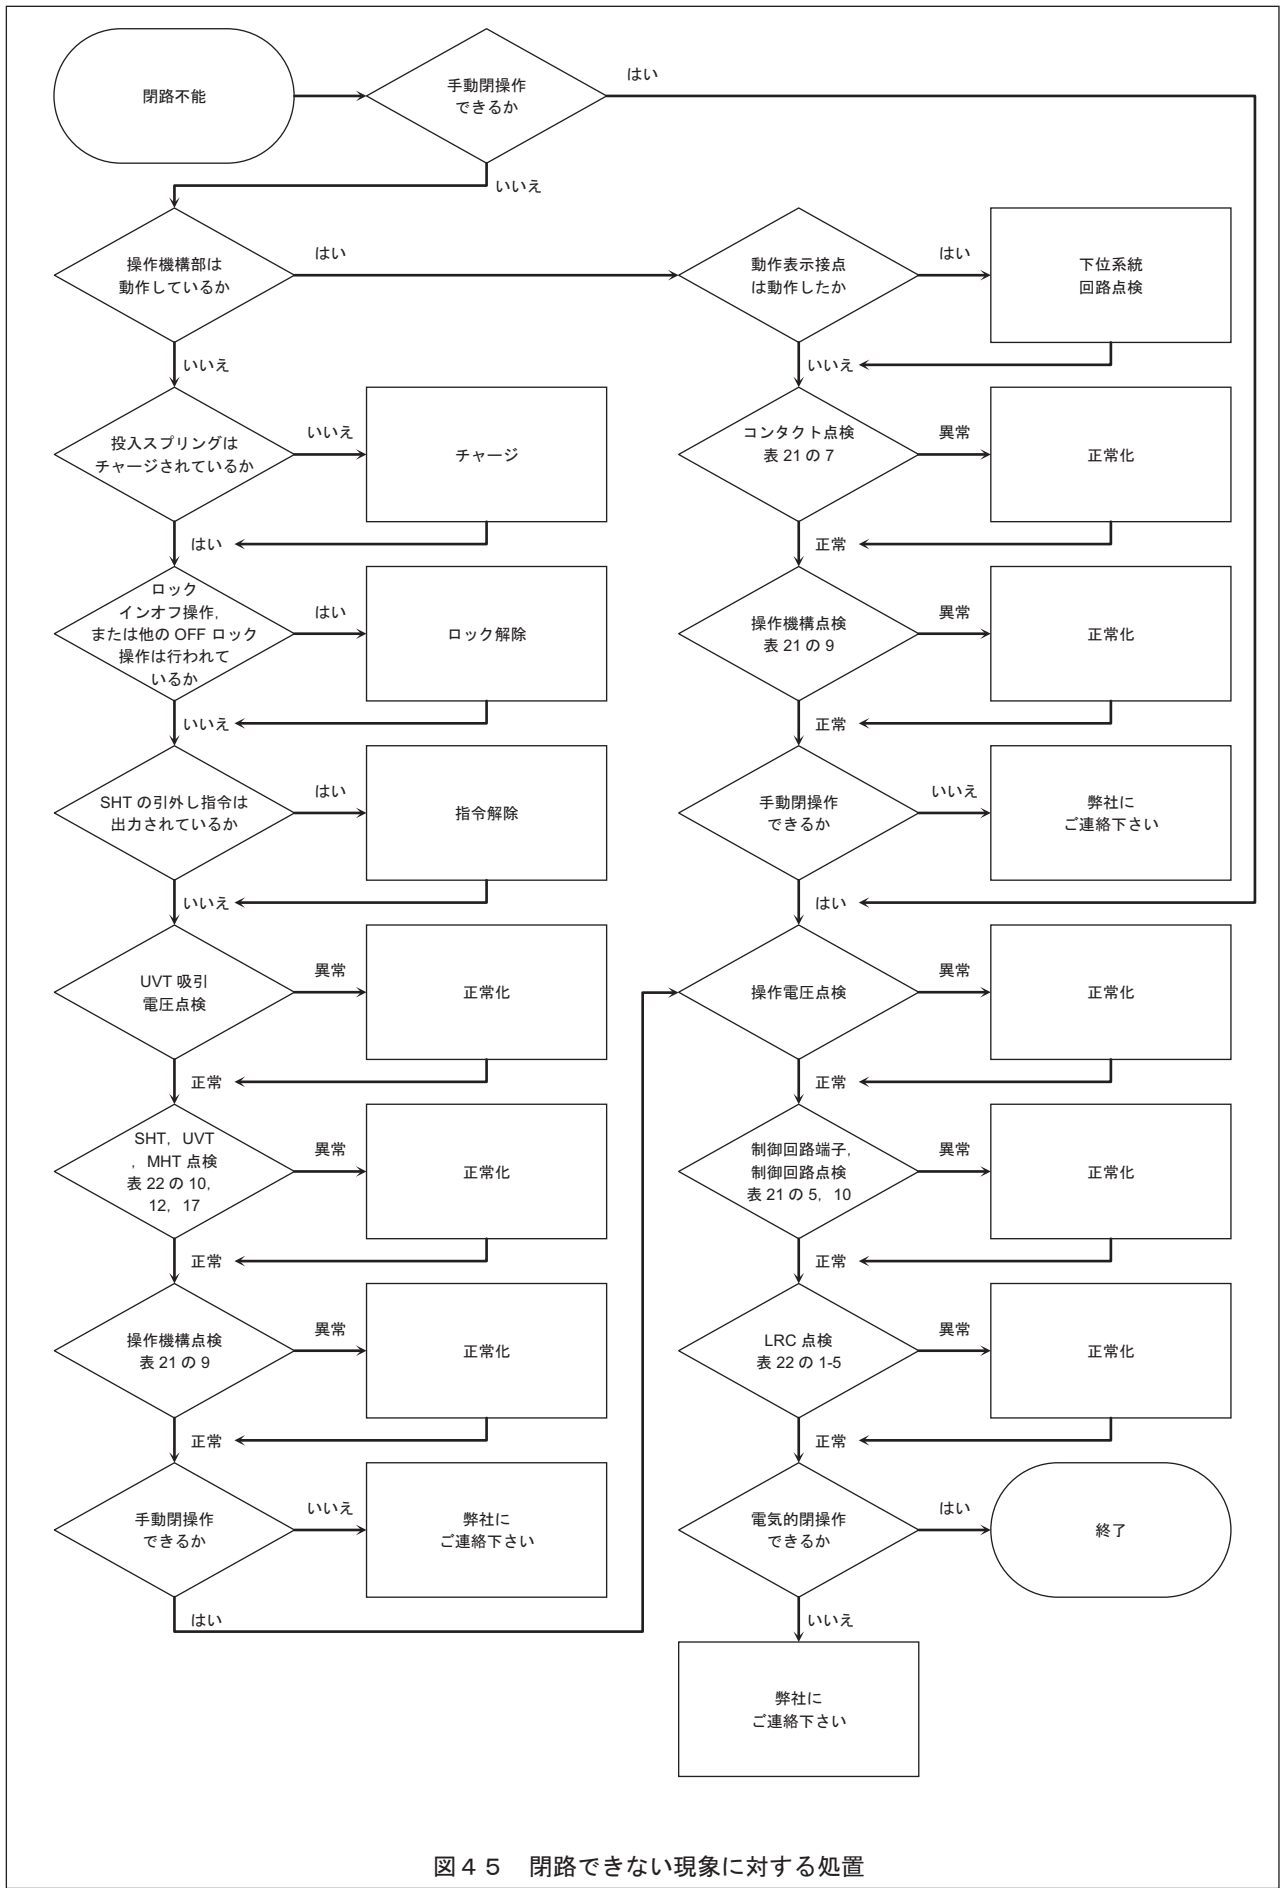 閉路不能
手動閉操作
できるか
はい
いいえ
操作機構部は
動作しているか
はい
動作表示接点
は動作したか
はい
下位系統
回路点検
いいえ
いいえ
投入スプリングは
チャージされているか
いいえ
チャージ
コンタクト点検
表 21 の 7
異常
正常化
はい
正常
ロック
インオフ操作,
または他の OFF ロック
操作は行われて
いるか
はい
ロック解除
操作機構点検
表 21 の 9
異常
正常化
いいえ
正常
SHT の引外し指令は
出力されているか
はい
指令解除
手動閉操作
できるか
いいえ
弊社に
ご連絡下さい
いいえ
はい
UVT 吸引
電圧点検
異常
正常化
操作電圧点検
異常
正常化
正常
正常
SHT, UVT
, MHT 点検
表 22 の 10,
12, 17
異常
正常化
制御回路端子,
制御回路点検
表 21 の 5, 10
異常
正常化
正常
正常
操作機構点検
表 21 の 9
異常
正常化
LRC 点検
表 22 の 1-5
異常
正常化
正常
正常
手動閉操作
できるか
いいえ
弊社に
ご連絡下さい
電気的閉操作
できるか
はい
終了
はい
いいえ
弊社に
ご連絡下さい
図45 閉路できない現象に対する処置